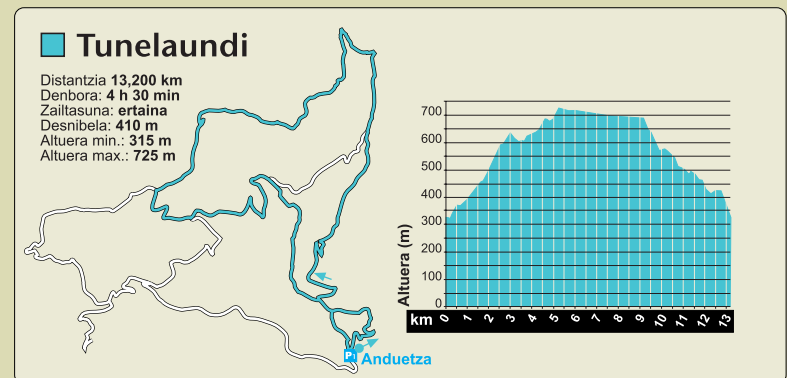 Tunelaundi
Distantzia 13,200 km
Denbora: 4 h 30 min
Zailtasuna: ertaina
Desnibela: 410 m
Altuera min.: 315 m
Altuera max.: 725 m
P
Anduetza
Altuera (m)
700
600
500
400
300
200
100
0
km 0 1 2 3 4 5 6 7 8 9 10 11 12 13